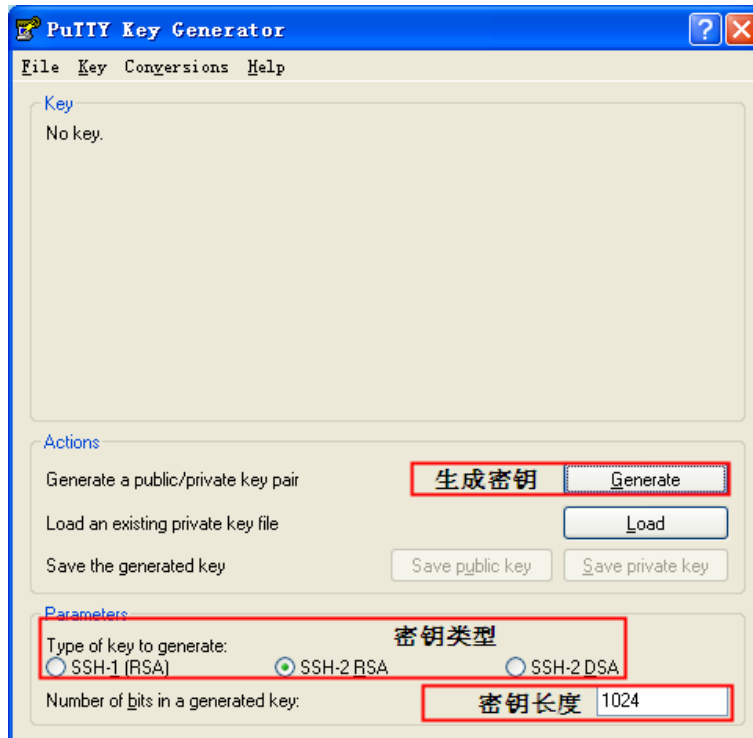 PuTTY Key Generator
File Key Conversions Help
Key
No key.
Actions
Generate a public/private key pair 生成密钥 Generate
Load an existing private key file Load
Save the generated key Save public key Save private key
Parameters
Type of key to generate: 密钥类型
SSH-1 (RSA) SSH-2 RSA SSH-2 DSA
Number of bits in a generated key: 密钥长度 1024